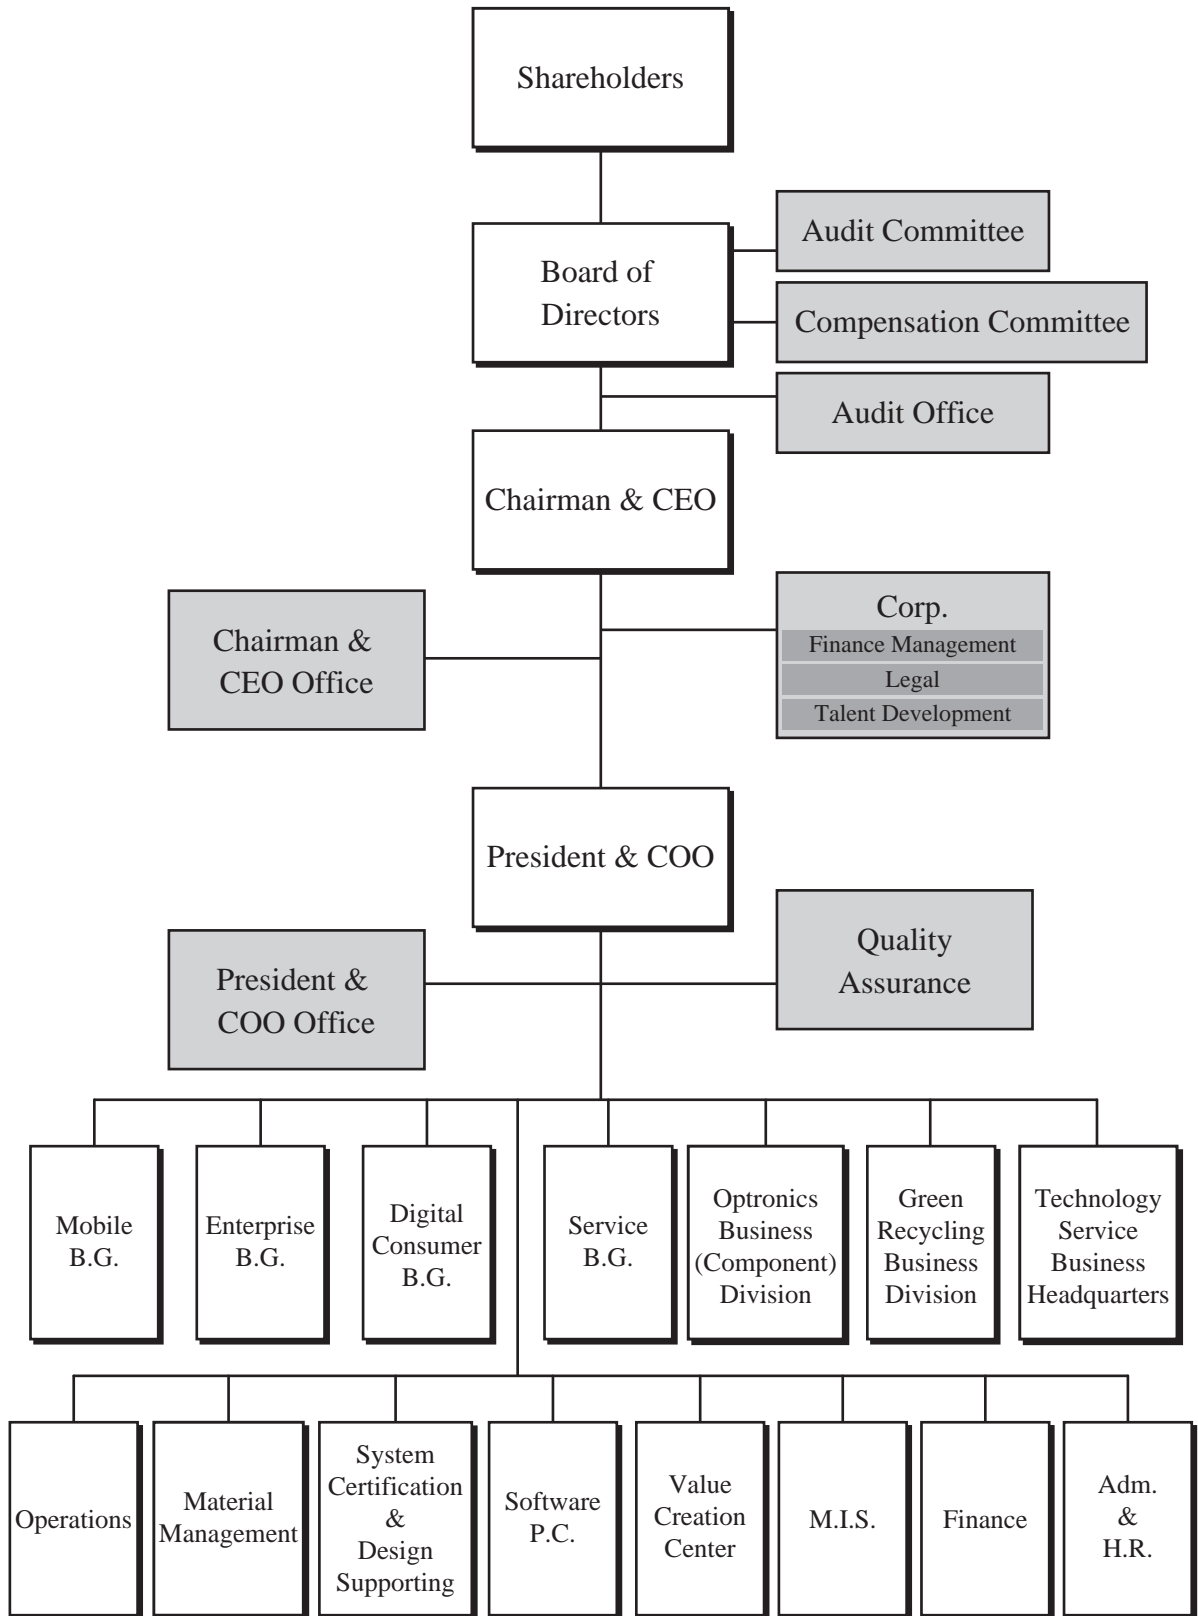 Shareholders
Audit Committee
Board of
Directors
Compensation Committee
Audit Office
Chairman & CEO
Corp.
Finance Management
Legal
Talent Development
Chairman &
CEO Office
President & COO
Quality
Assurance
President &
COO Office
Mobile
B.G.
Enterprise
B.G.
Digital
Consumer
B.G.
Service
B.G.
Optronics
Business
(Component)
Division
Green
Recycling
Business
Division
Technology
Service
Business
Headquarters
Operations
Material
Management
System
Certification
&
Design
Supporting
Software
P.C.
Value
Creation
Center
M.I.S.
Finance
Adm.
&
H.R.